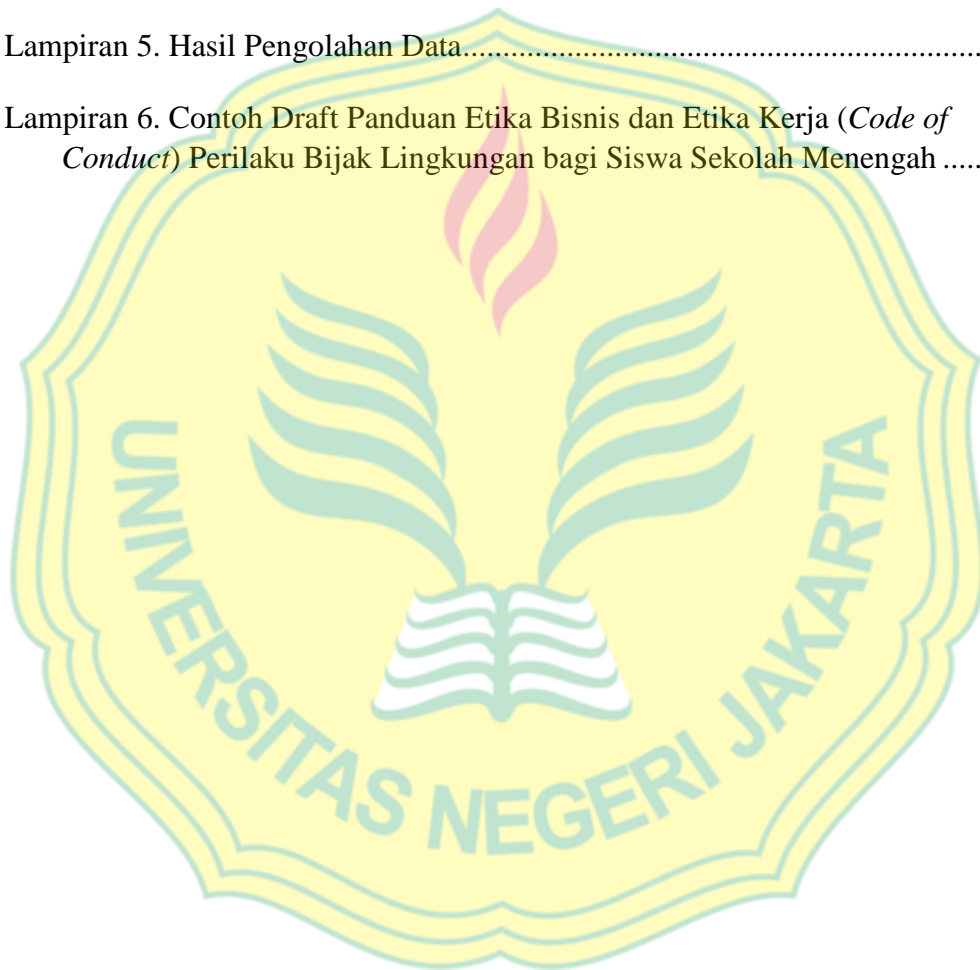 Lampiran 5. Hasil Pengolahan Data..................................................................
Lampiran 6. Contoh Draft Panduan Etika Bisnis dan Etika Kerja (Code of
Conduct) Perilaku Bijak Lingkungan bagi Siswa Sekolah Menengah .....
UNIVERSITAS NEGERI JAKARTA